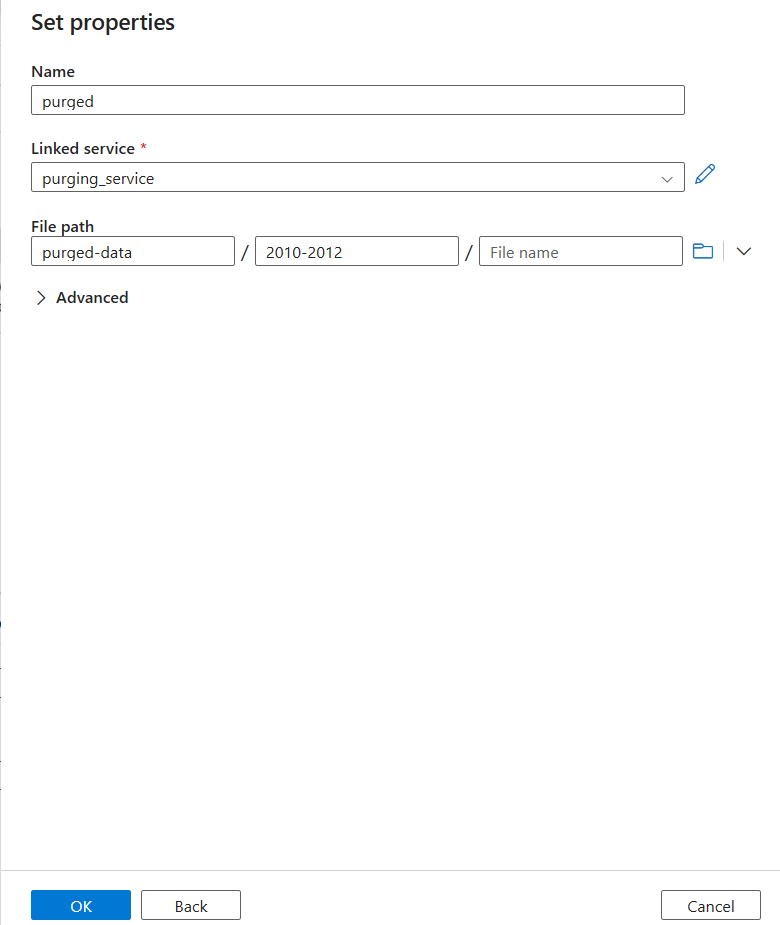 Set properties
Name
purged
Linked service *
purging_service
File path
purged-data / 2010-2012 / File name
Advanced
OK Back Cancel